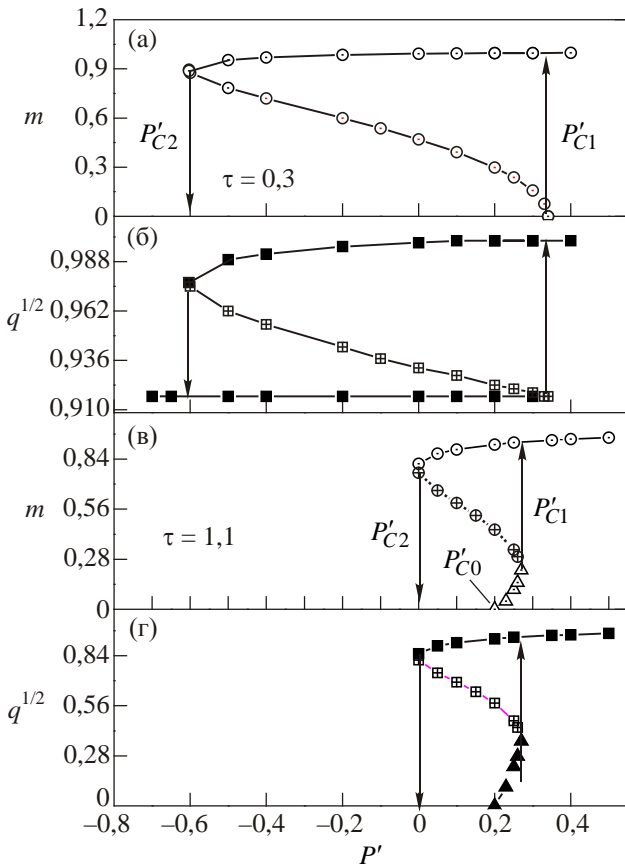 1,2
(а)
0,9
m
0,6
P′C2
P′C1
0,3
τ = 0,3
0
(б)
0,988
q1/2
0,962
0,936
0,910
(в)
0,84
m
0,56
P′C2
P′C1
τ = 1,1
P′C0
0,28
0
(г)
0,84
q1/2
0,56
0,28
0
–0,8 –0,6 –0,4 –0,2 0 0,2 0,4
P′